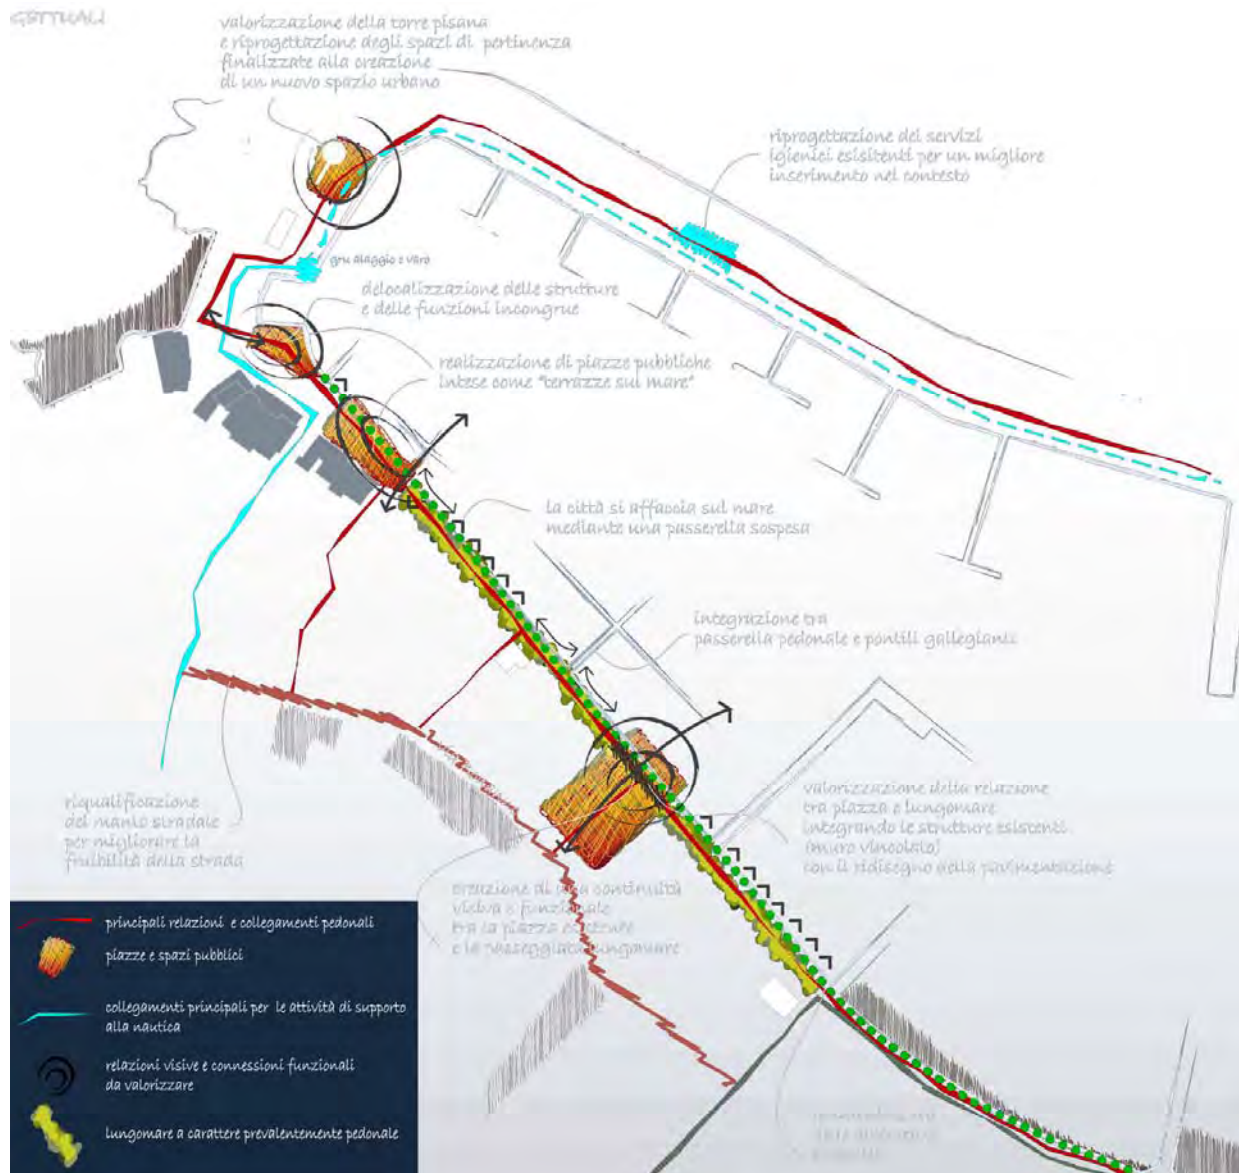 valorizzazione della torre pisana
e riprogettazione degli spazi di pertinenza
finalizzate alla creazione
di un nuovo spazio urbano
riprogettazione dei servizi
igienici esisitenti per un migliore
inserimento nel contesto
gru alaggio e varo
delocalizzazione delle strutture
e delle funzioni incongrue
realizzazione di piazze pubbliche
intese come "terrazze sul mare"
la città si affaccia sul mare
mediante una passerella sospesa
integrazione tra
passerella pedonale e pontili gallegianti
valorizzazione della relazione
tra piazza e lungomare
integrando le strutture esistenti
(muro vincolato)
con il ridisegno della pavimentazione
riqualificazione
del manto stradale
per migliorare la
fruibilità della strada
creazione di una continuità
visiva e funzionale
tra la piazza esistente
e la passeggiata lungomare
principali relazioni e collegamenti pedonali
piazze e spazi pubblici
collegamenti principali per le attività di supporto
alla nautica
relazioni visive e connessioni funzionali
da valorizzare
lungomare a carattere prevalentemente pedonale